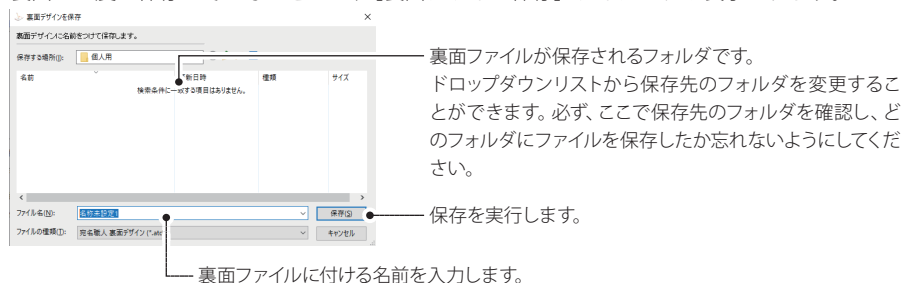 裏面デザインを保存
裏面デザインに名前をつけて保存します。
保存する場所(I):
個人用
名前
新日時
種類
サイズ
検索条件に一致する項目はありません。
ファイル名(N):
名称未設定1
保存(S)
ファイルの種類(T):
宛名職人 裏面デザイン (*.
キャンセル
裏面ファイルが保存されるフォルダです。
ドロップダウンリストから保存先のフォルダを変更するこ
とができます。必ず、ここで保存先のフォルダを確認し、ど
のフォルダにファイルを保存したか忘れないようにしてくだ
さい。
保存を実行します。
裏面ファイルに付ける名前を入力します。